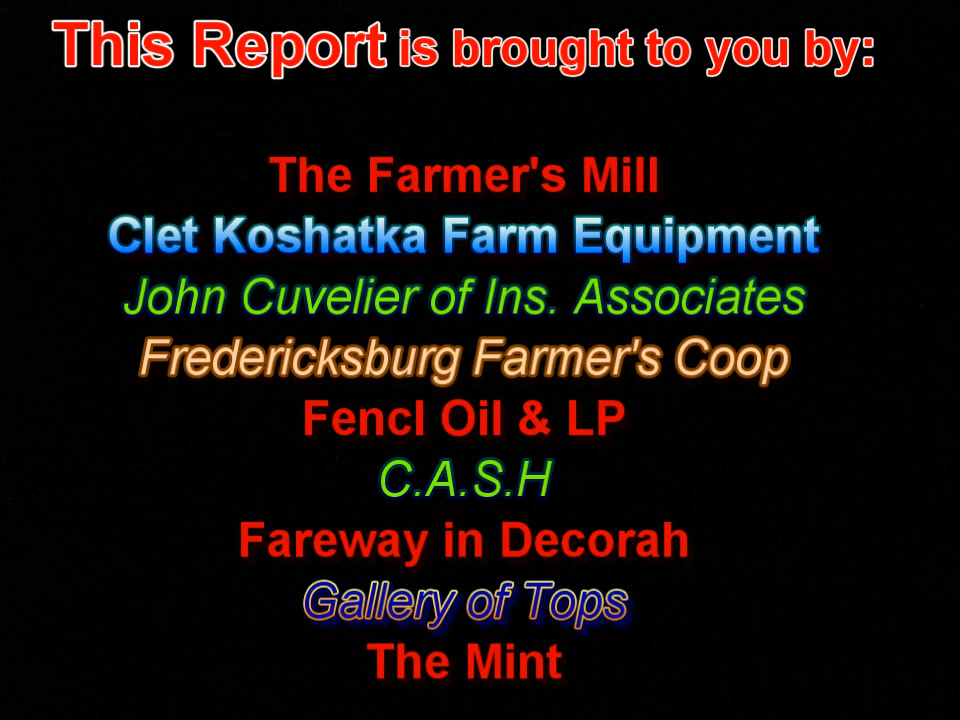 This Report is brought to you by:
The Farmer's Mill
Clet Koshatka Farm Equipment
John Cuvelier of Ins. Associates
Fredericksburg Farmer's Coop
Fencl Oil & LP
C.A.S.H
Fareway in Decorah
Gallery of Tops
The Mint